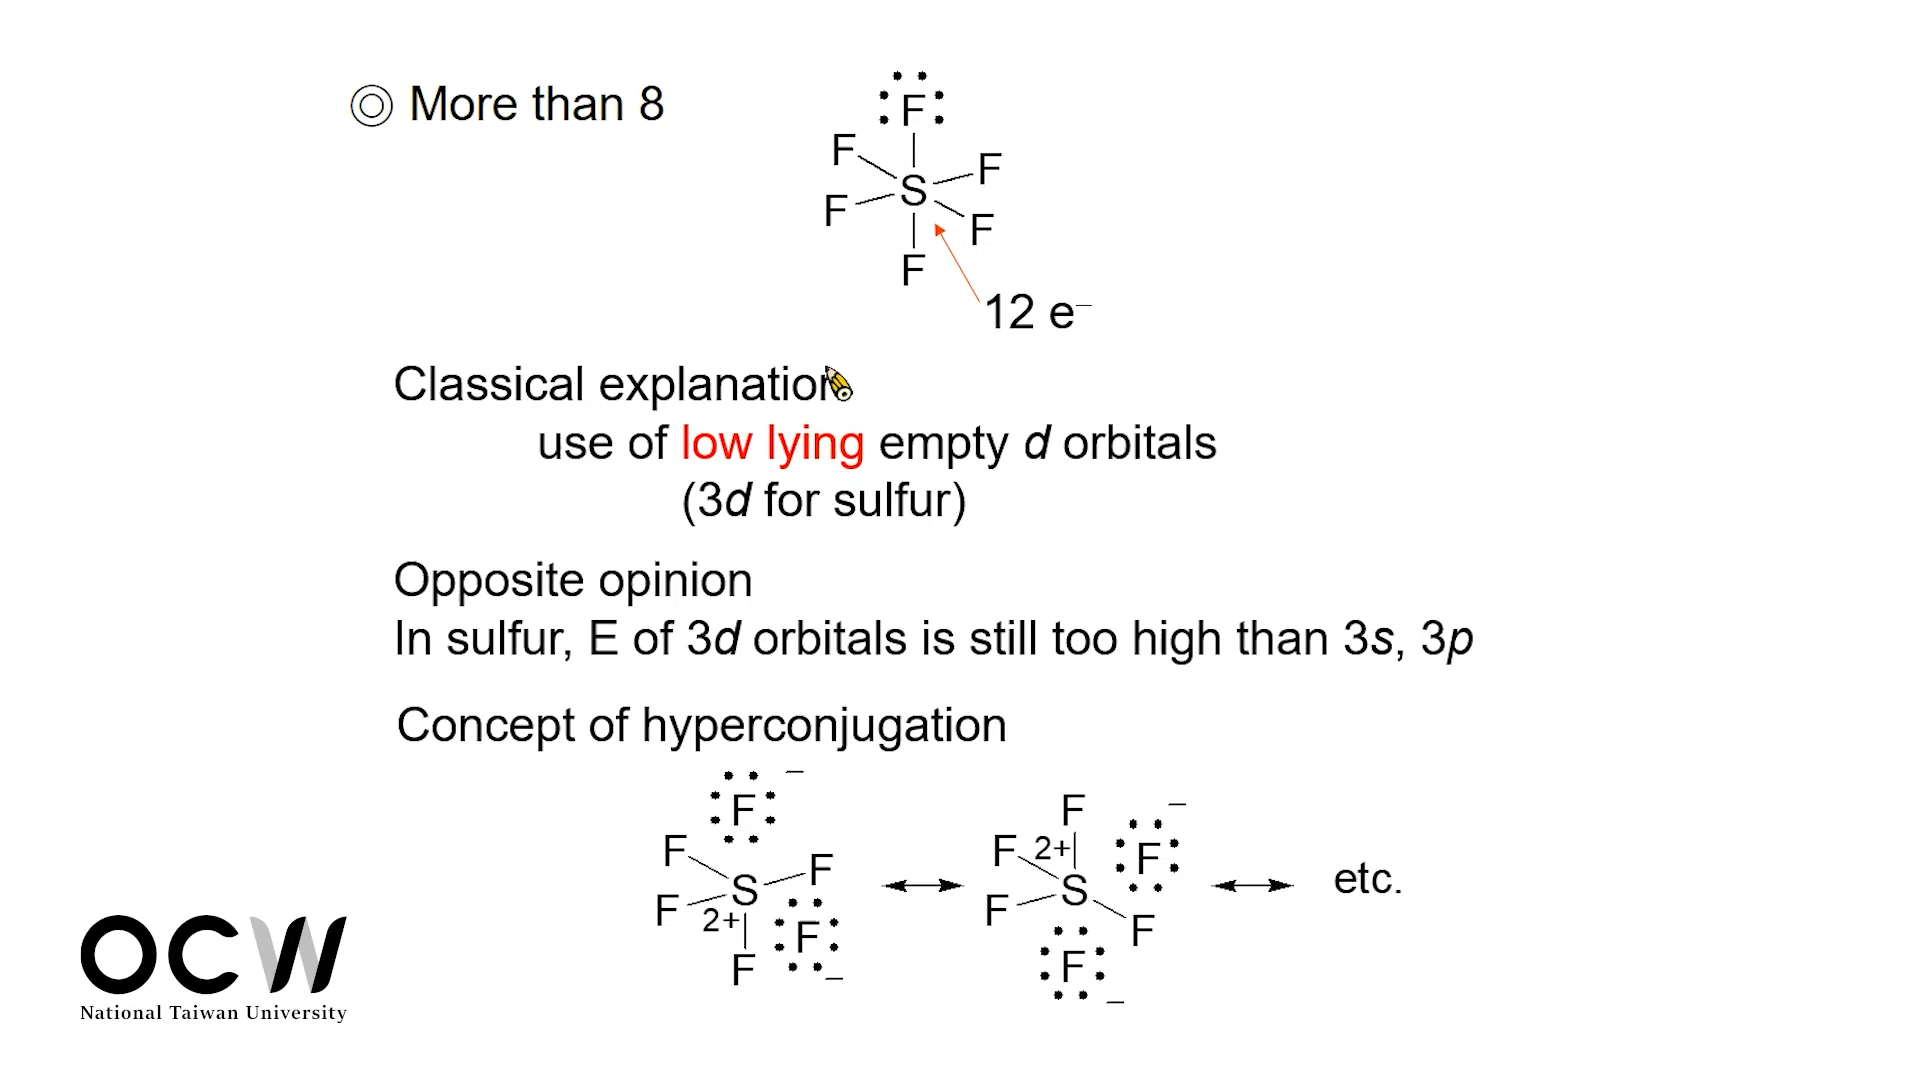 ◎ More than 8
F
F
F
S
F
F
F
12 e–
Classical explanation
use of low lying empty d orbitals
(3d for sulfur)
Opposite opinion
In sulfur, E of 3d orbitals is still too high than 3s, 3p
Concept of hyperconjugation
F –
F
F
S
F
2+
F –
F
F
F 2+
F –
S
F
F
F –
etc.
OCW
National Taiwan University